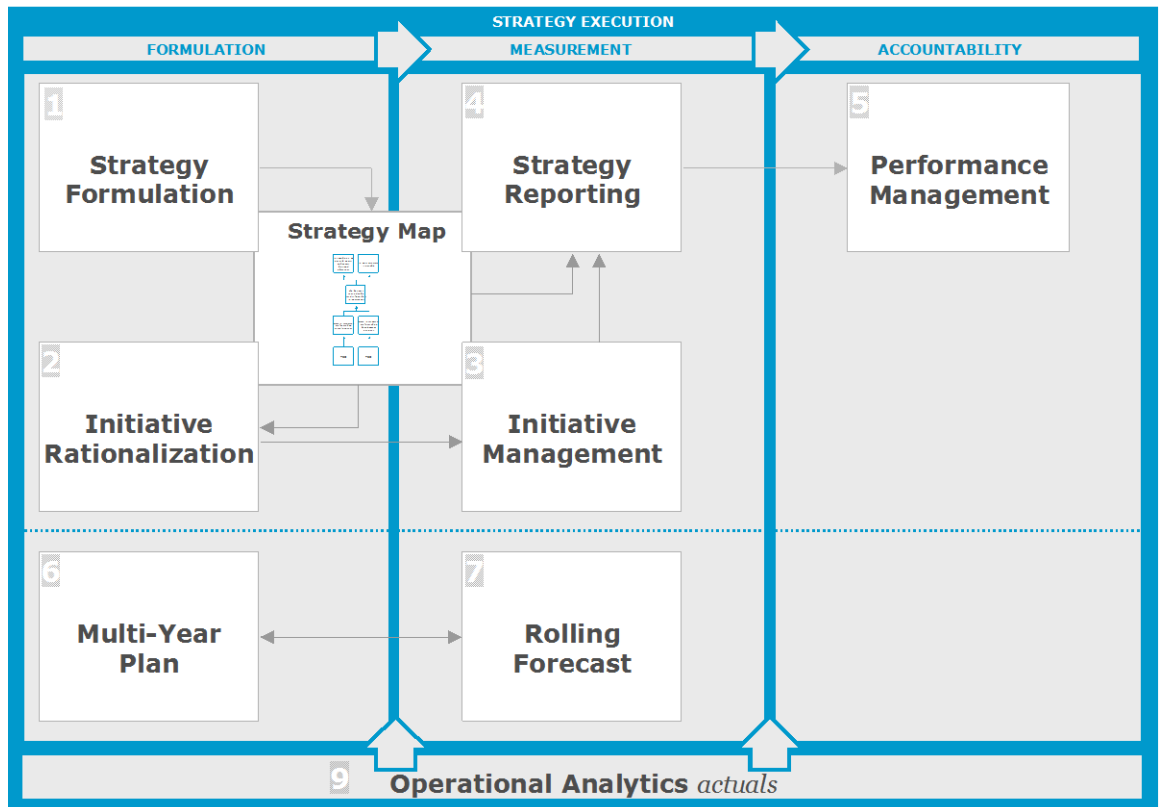 STRATEGY EXECUTION
FORMULATION
MEASUREMENT
ACCOUNTABILITY
1
Strategy
Formulation
4
Strategy
Reporting
5
Performance
Management
Strategy Map
2
Initiative
Rationalization
3
Initiative
Management
6
Multi-Year
Plan
7
Rolling
Forecast
9
Operational Analytics actuals